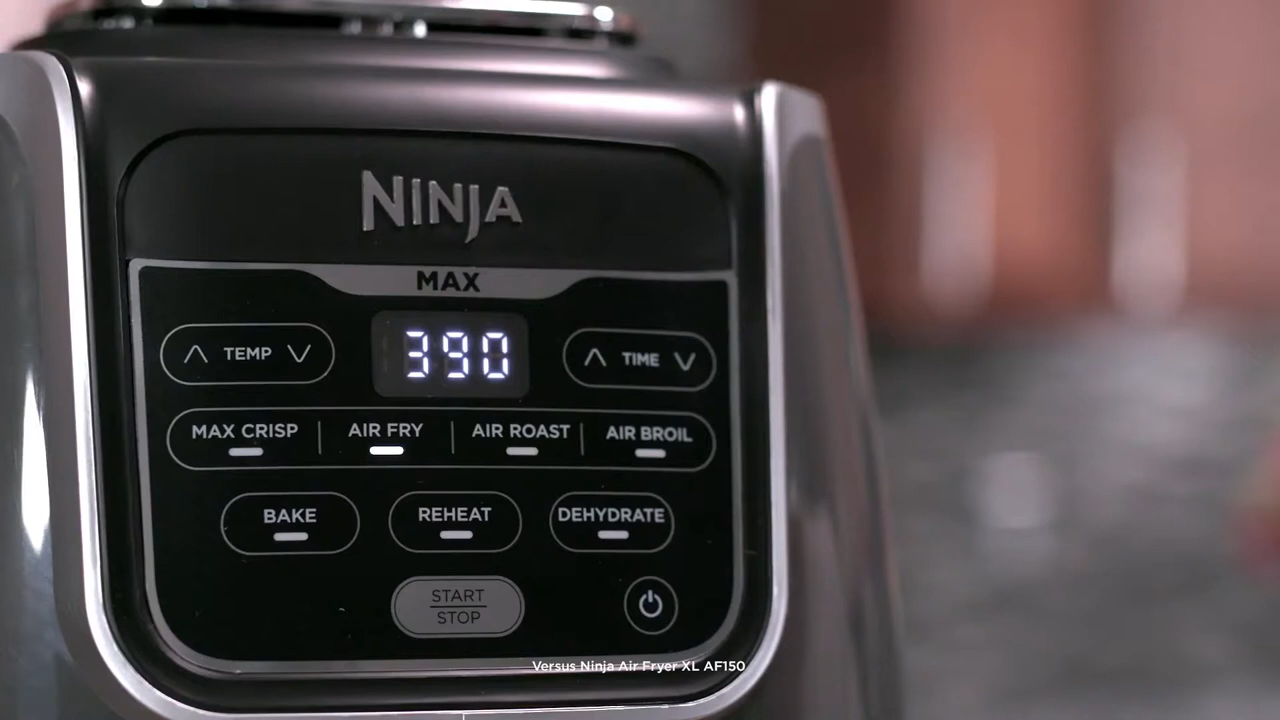 NINJA
MAX
TEMP
390
TIME
MAX CRISP
AIR FRY
AIR ROAST
AIR BROIL
BAKE
REHEAT
DEHYDRATE
START
STOP
Versus Ninja Air Fryer XL AF150